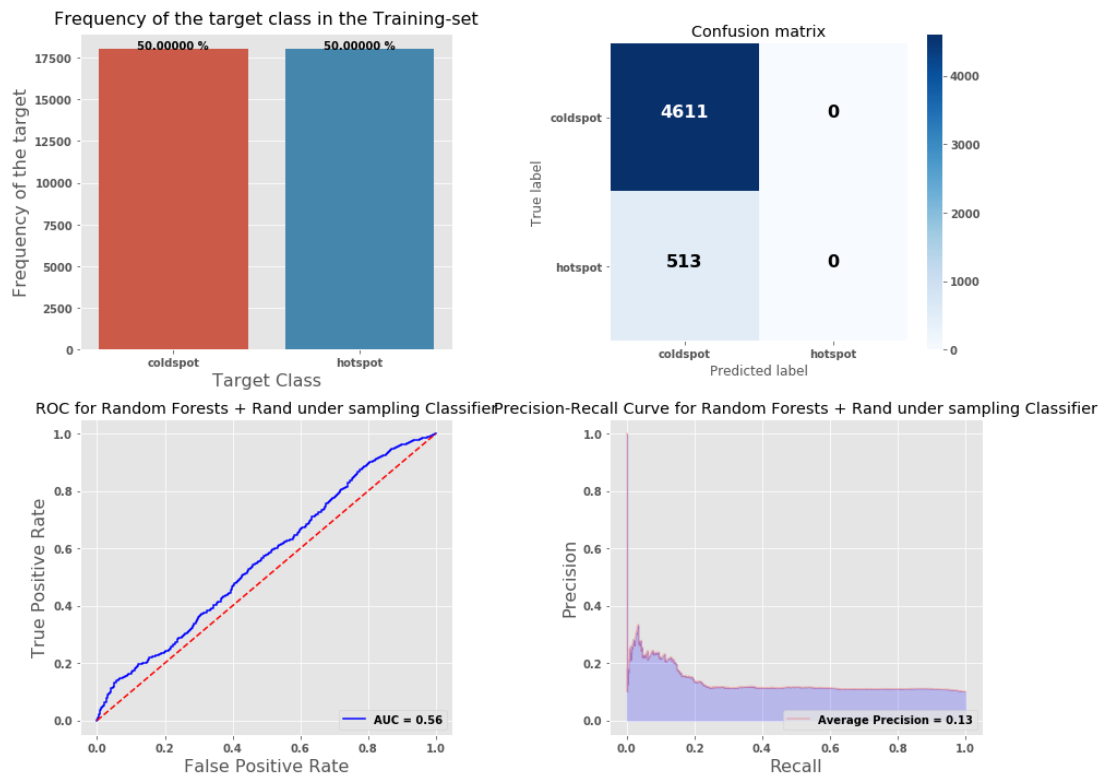 Frequency of the target class in the Training-set
50.00000 %
50.00000 %
17500
15000
12500
10000
7500
5000
2500
0
Frequency of the target
coldspot
hotspot
Target Class
Confusion matrix
coldspot
hotspot
True label
4611
0
513
0
coldspot
hotspot
Predicted label
4000
3000
2000
1000
0
ROC for Random Forests + Rand under sampling Classifier
1.0
0.8
0.6
0.4
0.2
0.0
True Positive Rate
AUC = 0.56
0.0
0.2
0.4
0.6
0.8
1.0
False Positive Rate
Precision-Recall Curve for Random Forests + Rand under sampling Classifier
1.0
0.8
0.6
0.4
0.2
0.0
Precision
Average Precision = 0.13
0.0
0.2
0.4
0.6
0.8
1.0
Recall